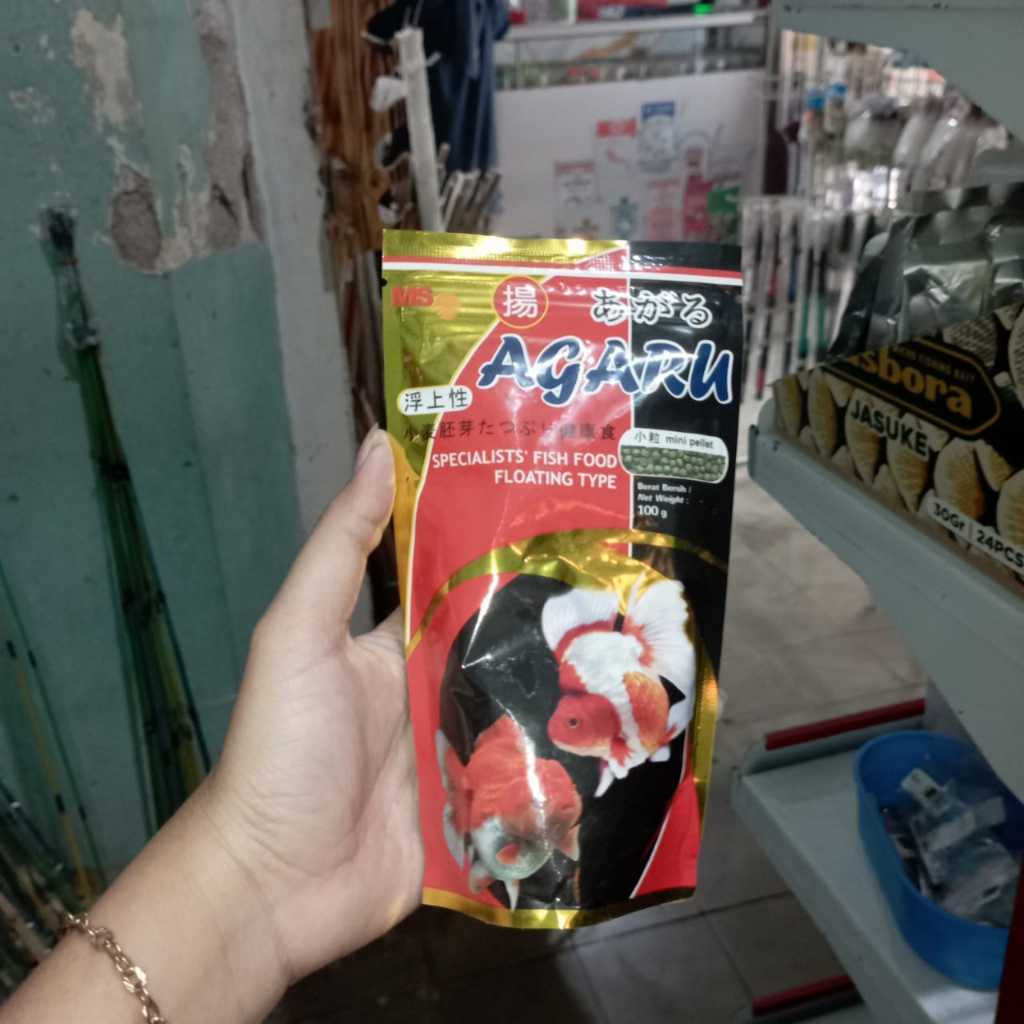 MS
揚 あがる
AGARU
浮上性
小麦胚芽たっぷり健康食
SPECIALISTS' FISH FOOD
FLOATING TYPE
小粒 mini pellet
Berat Bersih :
Net Weight :
100 g
sbora
JASUKE
30Gr | 24PCS